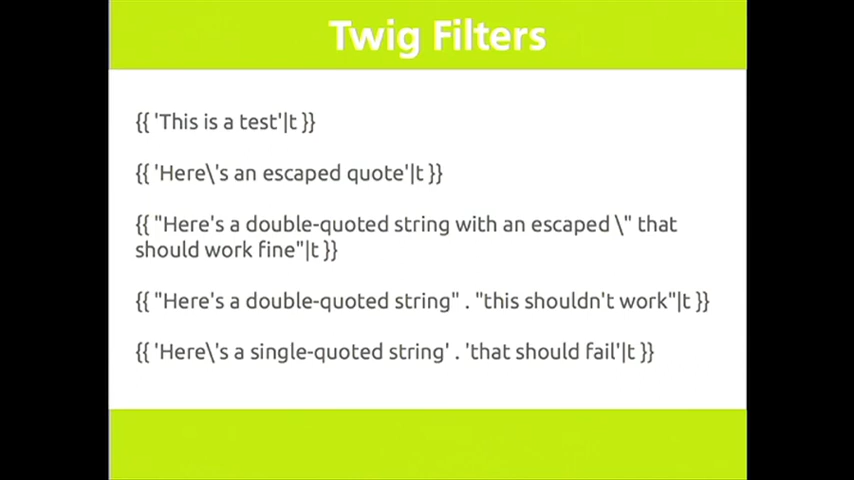 Twig Filters
{{ 'This is a test'|t }}
{{ 'Here\'s an escaped quote'|t }}
{{ "Here's a double-quoted string with an escaped \" that
should work fine"|t }}
{{ "Here's a double-quoted string" . "this shouldn't work"|t }}
{{ 'Here\'s a single-quoted string' . 'that should fail'|t }}